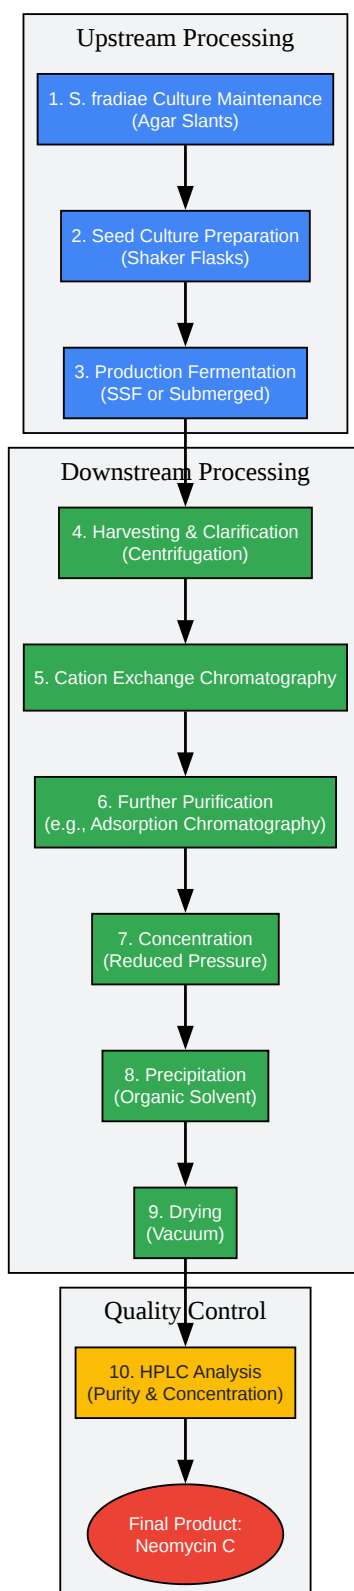 Upstream Processing
1. S. fradiae Culture Maintenance
(Agar Slants)
2. Seed Culture Preparation
(Shaker Flasks)
3. Production Fermentation
(SSF or Submerged)
Downstream Processing
4. Harvesting & Clarification
(Centrifugation)
5. Cation Exchange Chromatography
6. Further Purification
(e.g., Adsorption Chromatography)
7. Concentration
(Reduced Pressure)
8. Precipitation
(Organic Solvent)
9. Drying
(Vacuum)
Quality Control
10. HPLC Analysis
(Purity & Concentration)
Final Product:
Neomycin C